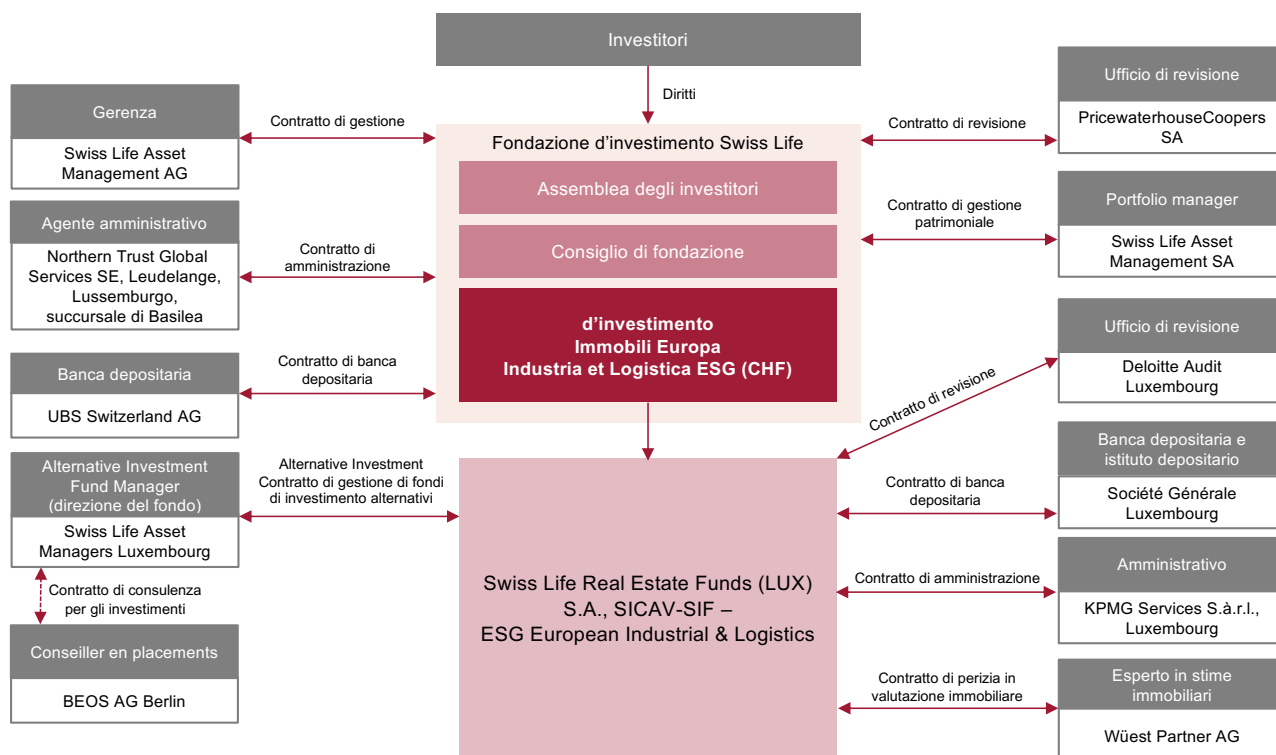 Investitori
Diritti
Gerenza
Swiss Life Asset
Management AG
Contratto di gestione
Agente amministrativo
Northern Trust Global
Services SE, Leudelange,
Lussemburgo,
succursale di Basilea
Contratto di
amministrazione
Banca depositaria
UBS Switzerland AG
Contratto di banca
depositaria
Alternative Investment
Fund Manager
(direzione del fondo)
Swiss Life Asset
Managers Luxembourg
Alternative Investment
Contratto di gestione di fondi
di investimento alternativi
Contratto di consulenza
per gli investimenti
Conseiller en placements
BEOS AG Berlin
Fondazione d’investimento Swiss Life
Assemblea degli investitori
Consiglio di fondazione
d’investimento
Immobili Europa
Industria et Logistica ESG (CHF)
Swiss Life Real Estate Funds (LUX)
S.A., SICAV-SIF –
ESG European Industrial & Logistics
Contratto di revisione
Ufficio di revisione
PricewaterhouseCoopers
SA
Contratto di gestione
patrimoniale
Portfolio manager
Swiss Life Asset
Management SA
Contratto di revisione
Ufficio di revisione
Deloitte Audit
Luxembourg
Contratto di banca
depositaria
Banca depositaria e
istituto depositario
Société Générale
Luxembourg
Contratto di amministrazione
Amministrativo
KPMG Services S.à.r.l.,
Luxembourg
Contratto di perizia in
valutazione immobiliare
Esperto in stime
immobiliari
Wüest Partner AG